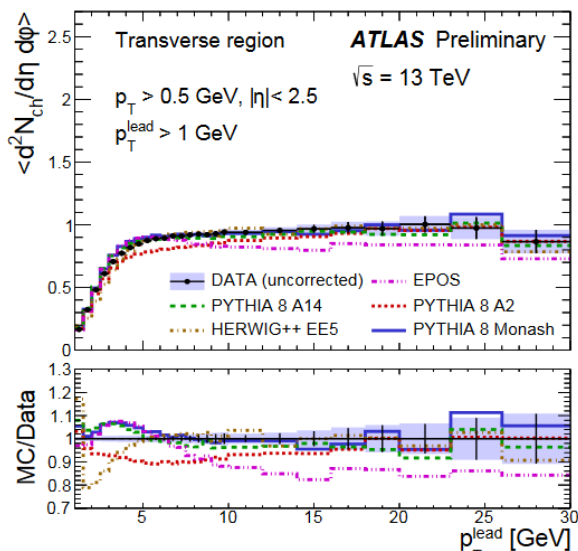 <d²N_ch/dη dφ>
2.5
2
1.5
1
0.5
0
Transverse region
ATLAS Preliminary
√s = 13 TeV
p_T > 0.5 GeV, |η|< 2.5
p_T^lead > 1 GeV
DATA (uncorrected)
EPOS
PYTHIA 8 A14
PYTHIA 8 A2
HERWIG++ EE5
PYTHIA 8 Monash
MC/Data
1.3
1.2
1.1
1
0.9
0.8
0.7
5 10 15 20 25 30
p_T^lead [GeV]